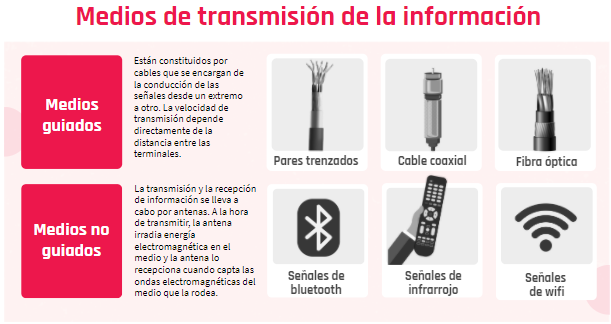 Medios de transmisión de la información
Medios
guiados
Están constituidos por
cables que se encargan de
la conducción de las
señales desde un extremo
a otro. La velocidad de
transmisión depende
directamente de la
distancia entre las
terminales.
Pares trenzados
Cable coaxial
Fibra óptica
Medios no
guiados
La transmisión y la recepción
de información se lleva a
cabo por antenas. A la hora
de transmitir, la antena
irradia energía
electromagnética en el
medio y la antena lo
recepciona cuando capta las
ondas electromagnéticas del
medio que la rodea.
Señales de
bluetooth
Señales de
infrarrojo
Señales
de wifi